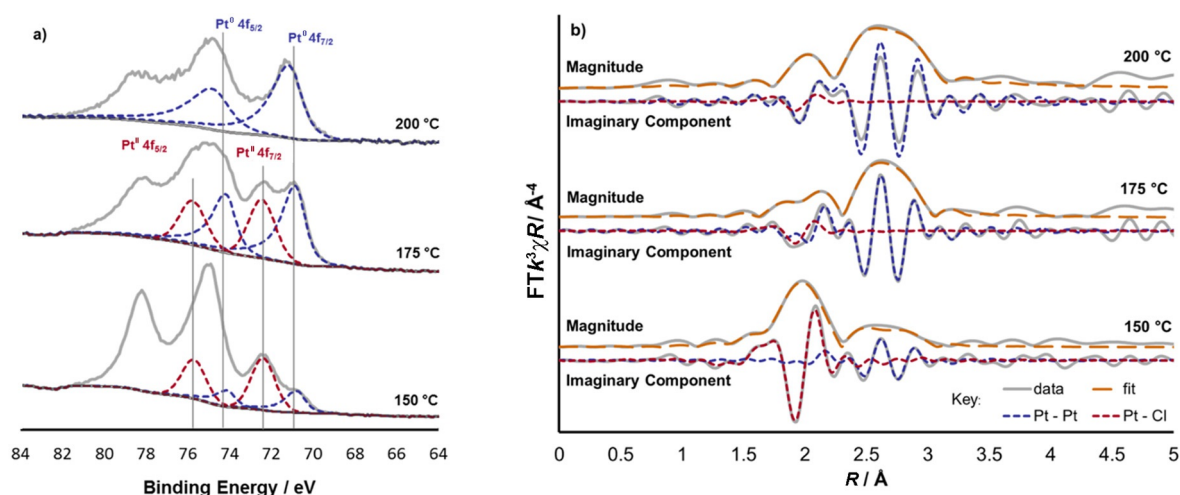 a)
Pt⁰ 4f₅/₂
Pt⁰ 4f₇/₂
200 °C
Ptᴵᴵ 4f₅/₂
Ptᴵᴵ 4f₇/₂
175 °C
150 °C
84 82 80 78 76 74 72 70 68 66 64
Binding Energy / eV
b)
FTk³χR/ Å⁻⁴
Magnitude
200 °C
Imaginary Component
Magnitude
175 °C
Imaginary Component
Magnitude
150 °C
Imaginary Component
Key:
data
fit
Pt - Pt
Pt - Cl
0 0.5 1 1.5 2 2.5 3 3.5 4 4.5 5
R / Å